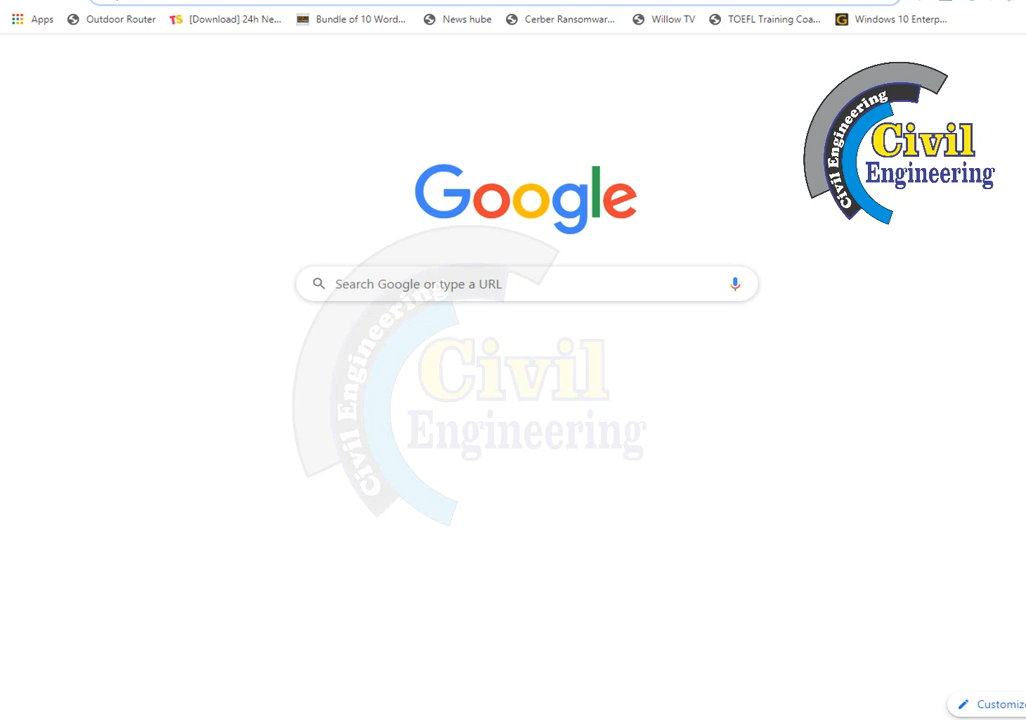 Apps Outdoor Router [Download] 24h Ne... Bundle of 10 Word... News hube Cerber Ransomwar... Willow TV TOEFL Training Coa... Windows 10 Enterp...
Civil Engineering
Civil
Engineering
Google
Search Google or type a URL
Civil Engineering
Civil
Engineering
Customize